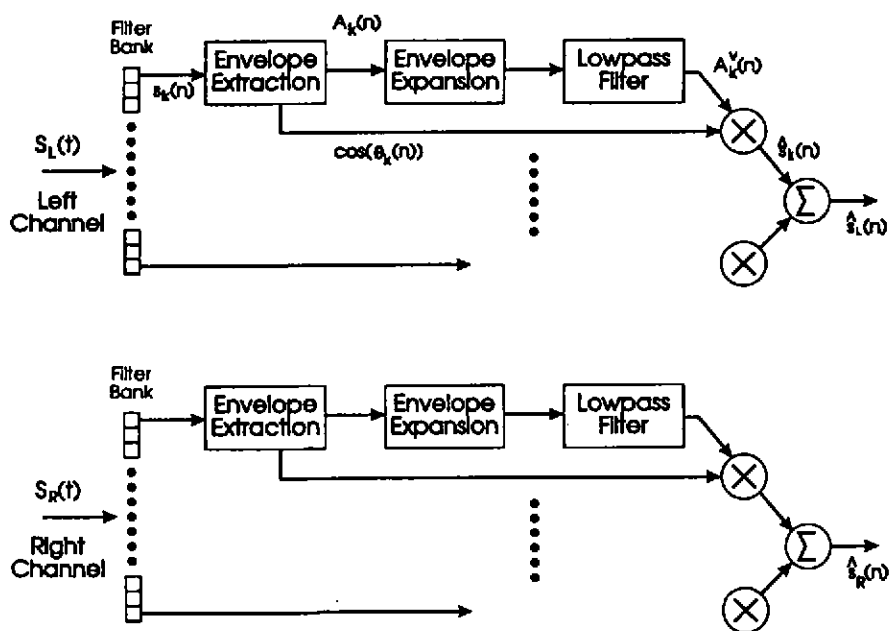 Filter
Bank
s_k(n)
Envelope
Extraction
A_k(n)
Envelope
Expansion
Lowpass
Filter
A_k^v(n)
S_L(t)
Left
Channel
cos(θ_k(n))
ŝ_k(n)
Σ
ŝ_L(n)
Filter
Bank
Envelope
Extraction
Envelope
Expansion
Lowpass
Filter
S_R(t)
Right
Channel
Σ
ŝ_R(n)